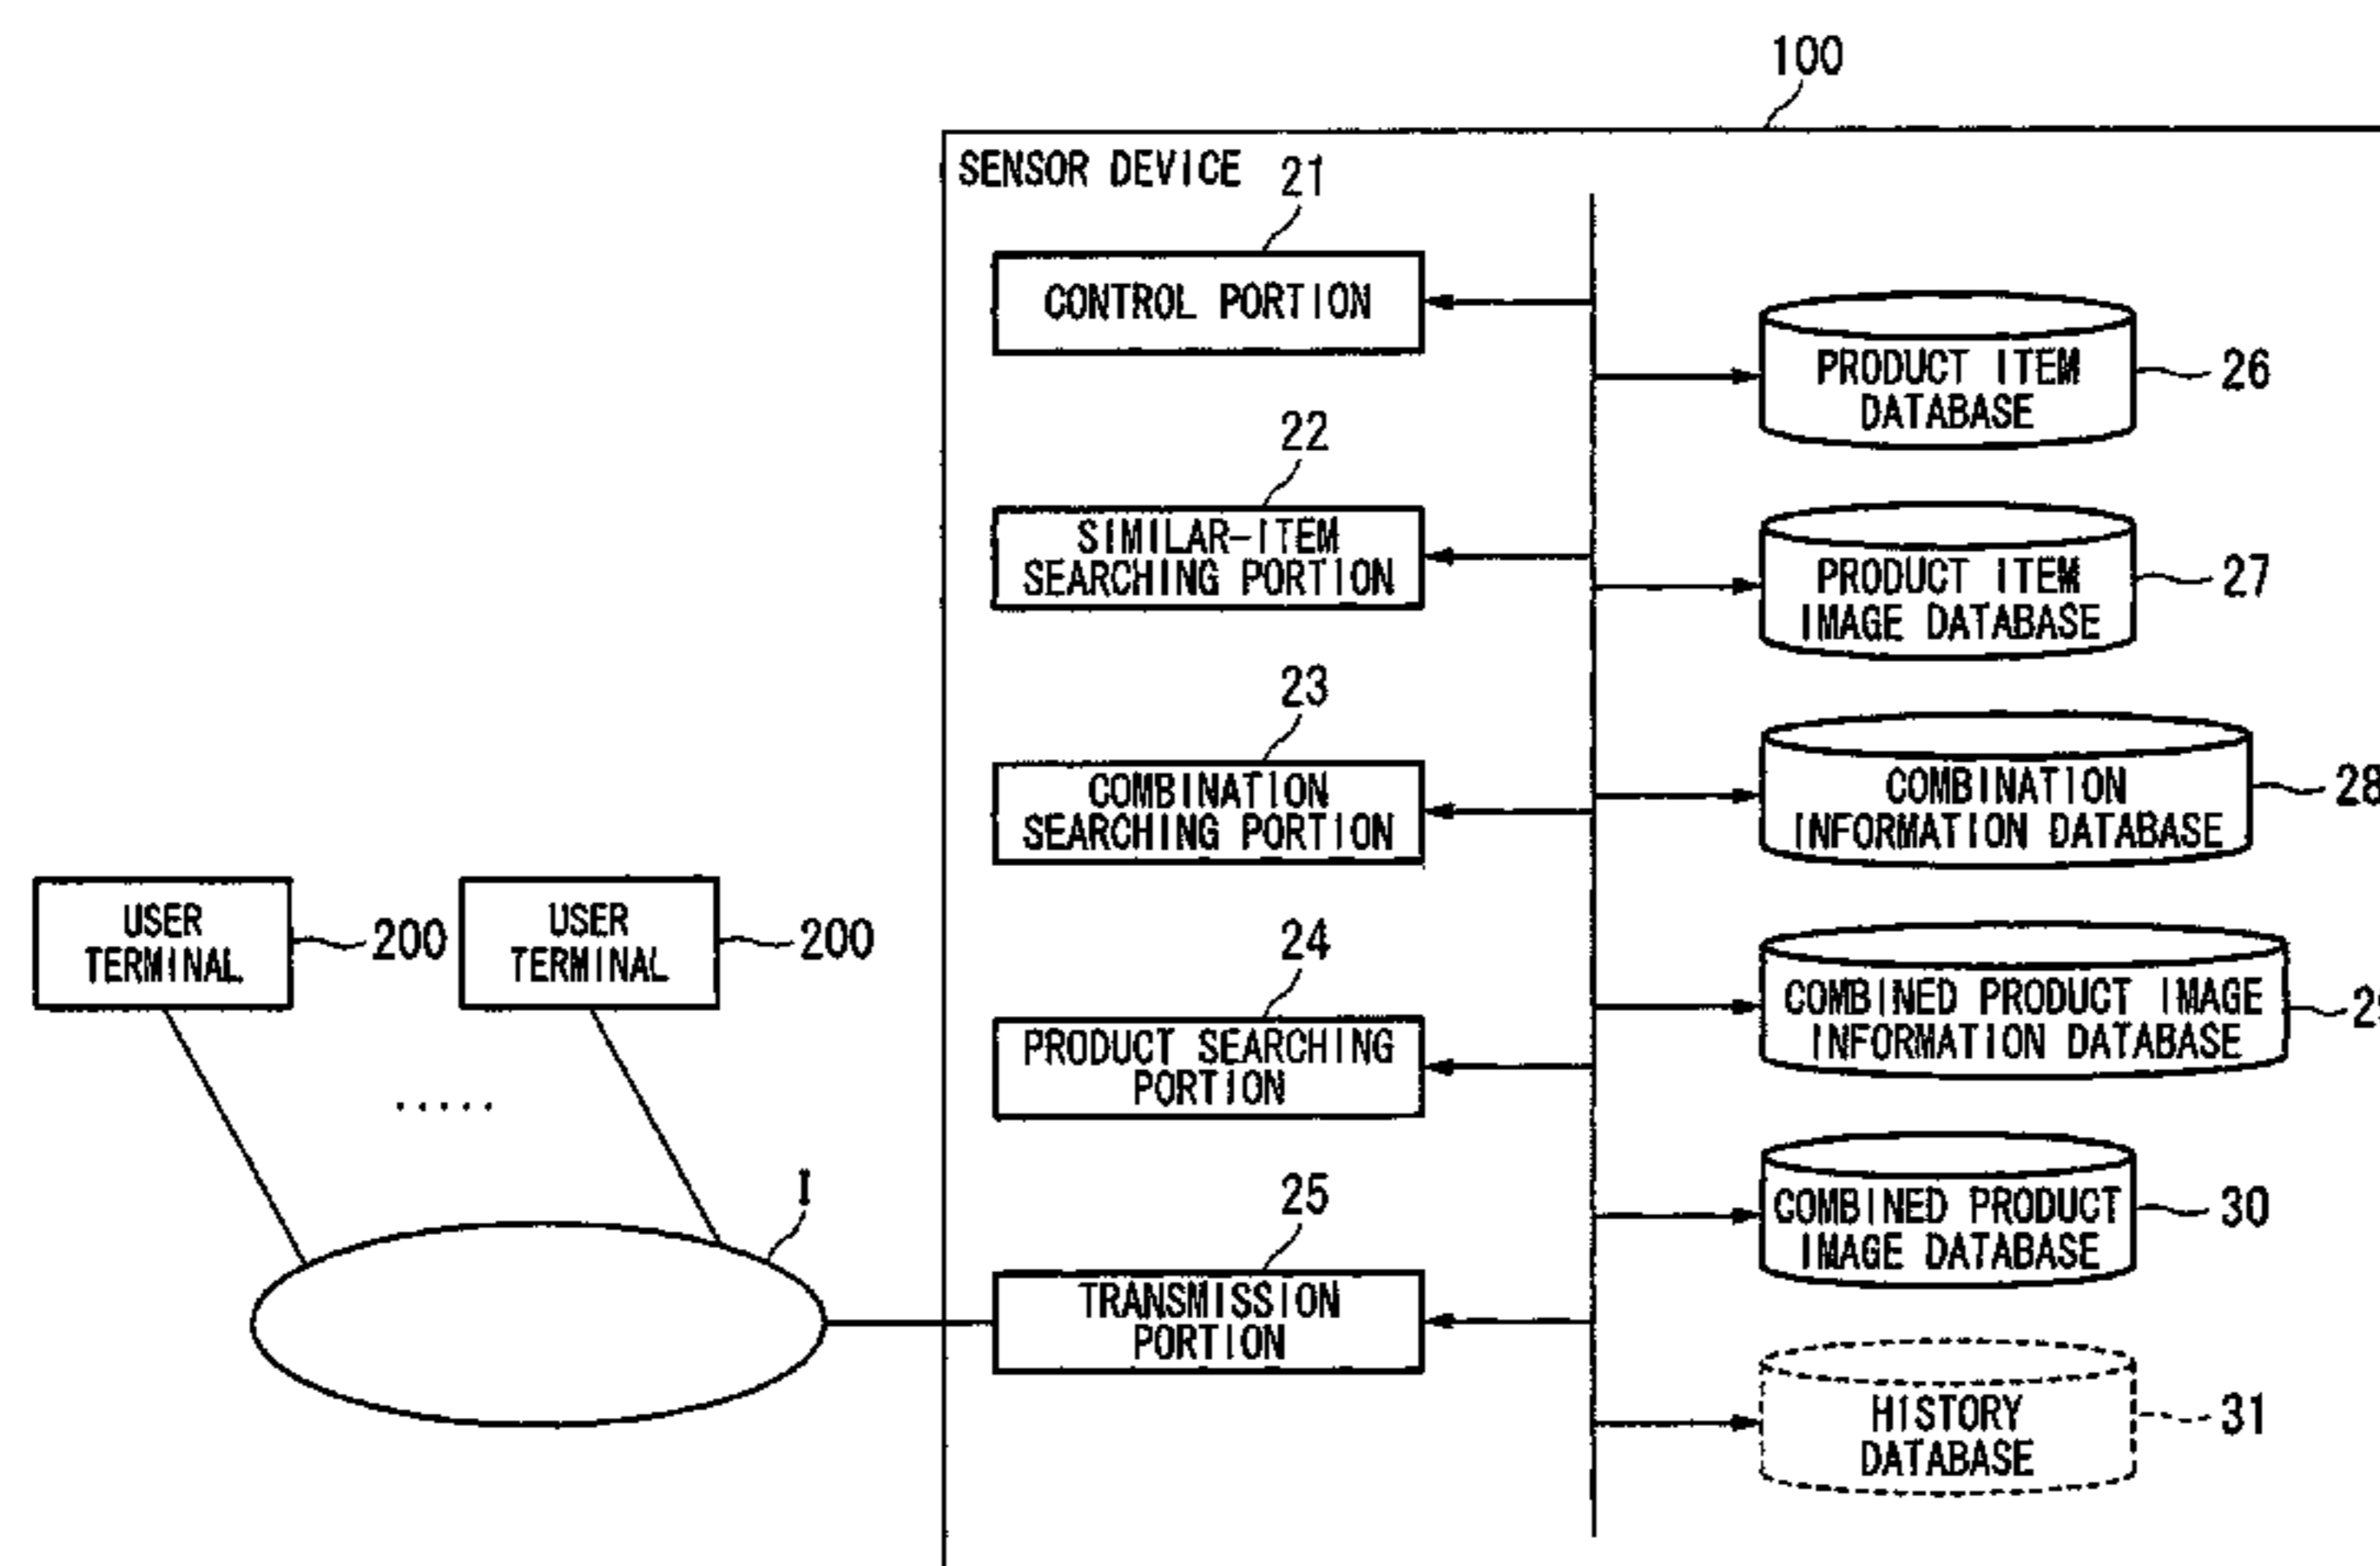 100
SENSOR DEVICE
21
CONTROL PORTION
PRODUCT ITEM
DATABASE
26
22
SIMILAR-ITEM
SEARCHING PORTION
PRODUCT ITEM
IMAGE DATABASE
27
23
COMBINATION
SEARCHING PORTION
COMBINATION
INFORMATION DATABASE
28
USER
TERMINAL
200
USER
TERMINAL
200
24
PRODUCT SEARCHING
PORTION
COMBINED PRODUCT IMAGE
INFORMATION DATABASE
.....
I
25
TRANSMISSION
PORTION
COMBINED PRODUCT
IMAGE DATABASE
30
HISTORY
DATABASE
31